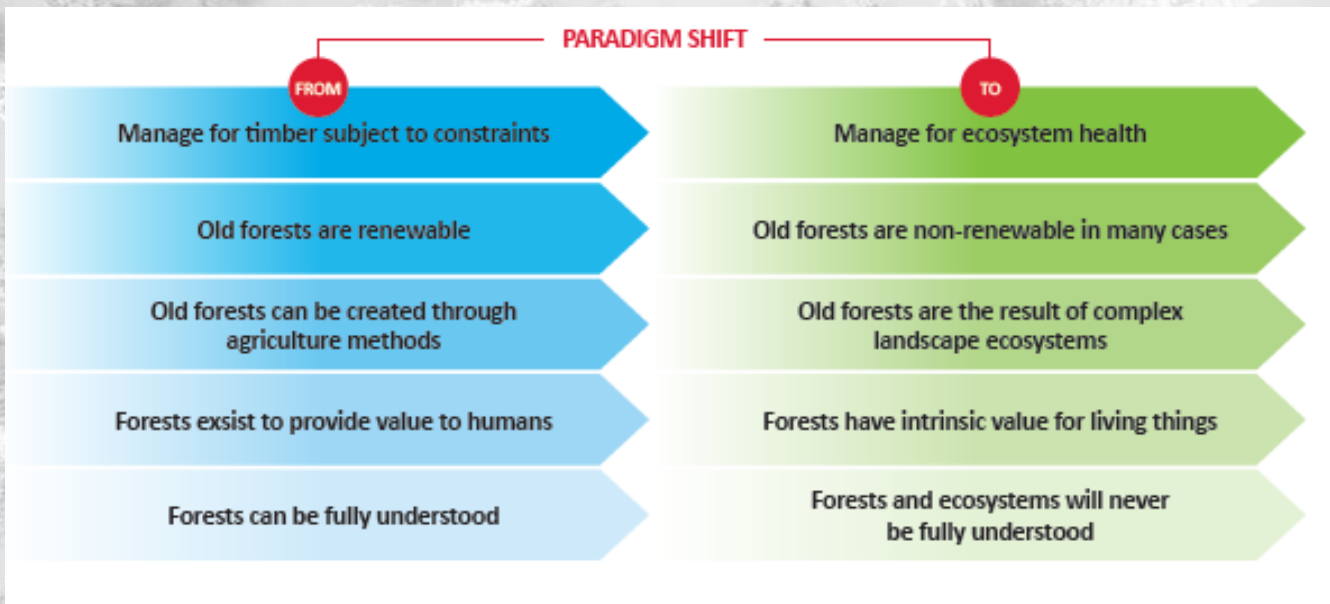 PARADIGM SHIFT
FROM
TO
Manage for timber subject to constraints
Manage for ecosystem health
Old forests are renewable
Old forests are non-renewable in many cases
Old forests can be created through
agriculture methods
Old forests are the result of complex
landscape ecosystems
Forests exsist to provide value to humans
Forests have intrinsic value for living things
Forests can be fully understood
Forests and ecosystems will never
be fully understood